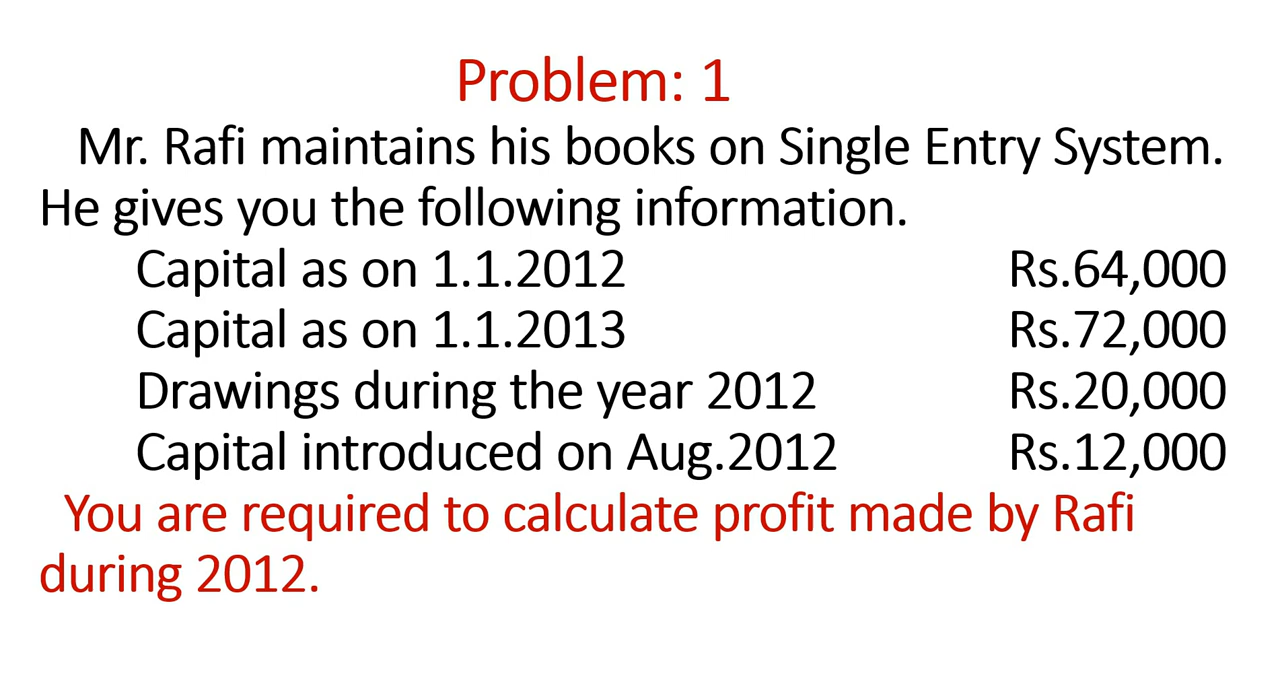 Problem: 1
Mr. Rafi maintains his books on Single Entry System.
He gives you the following information.
Capital as on 1.1.2012 Rs.64,000
Capital as on 1.1.2013 Rs.72,000
Drawings during the year 2012 Rs.20,000
Capital introduced on Aug.2012 Rs.12,000
You are required to calculate profit made by Rafi
during 2012.